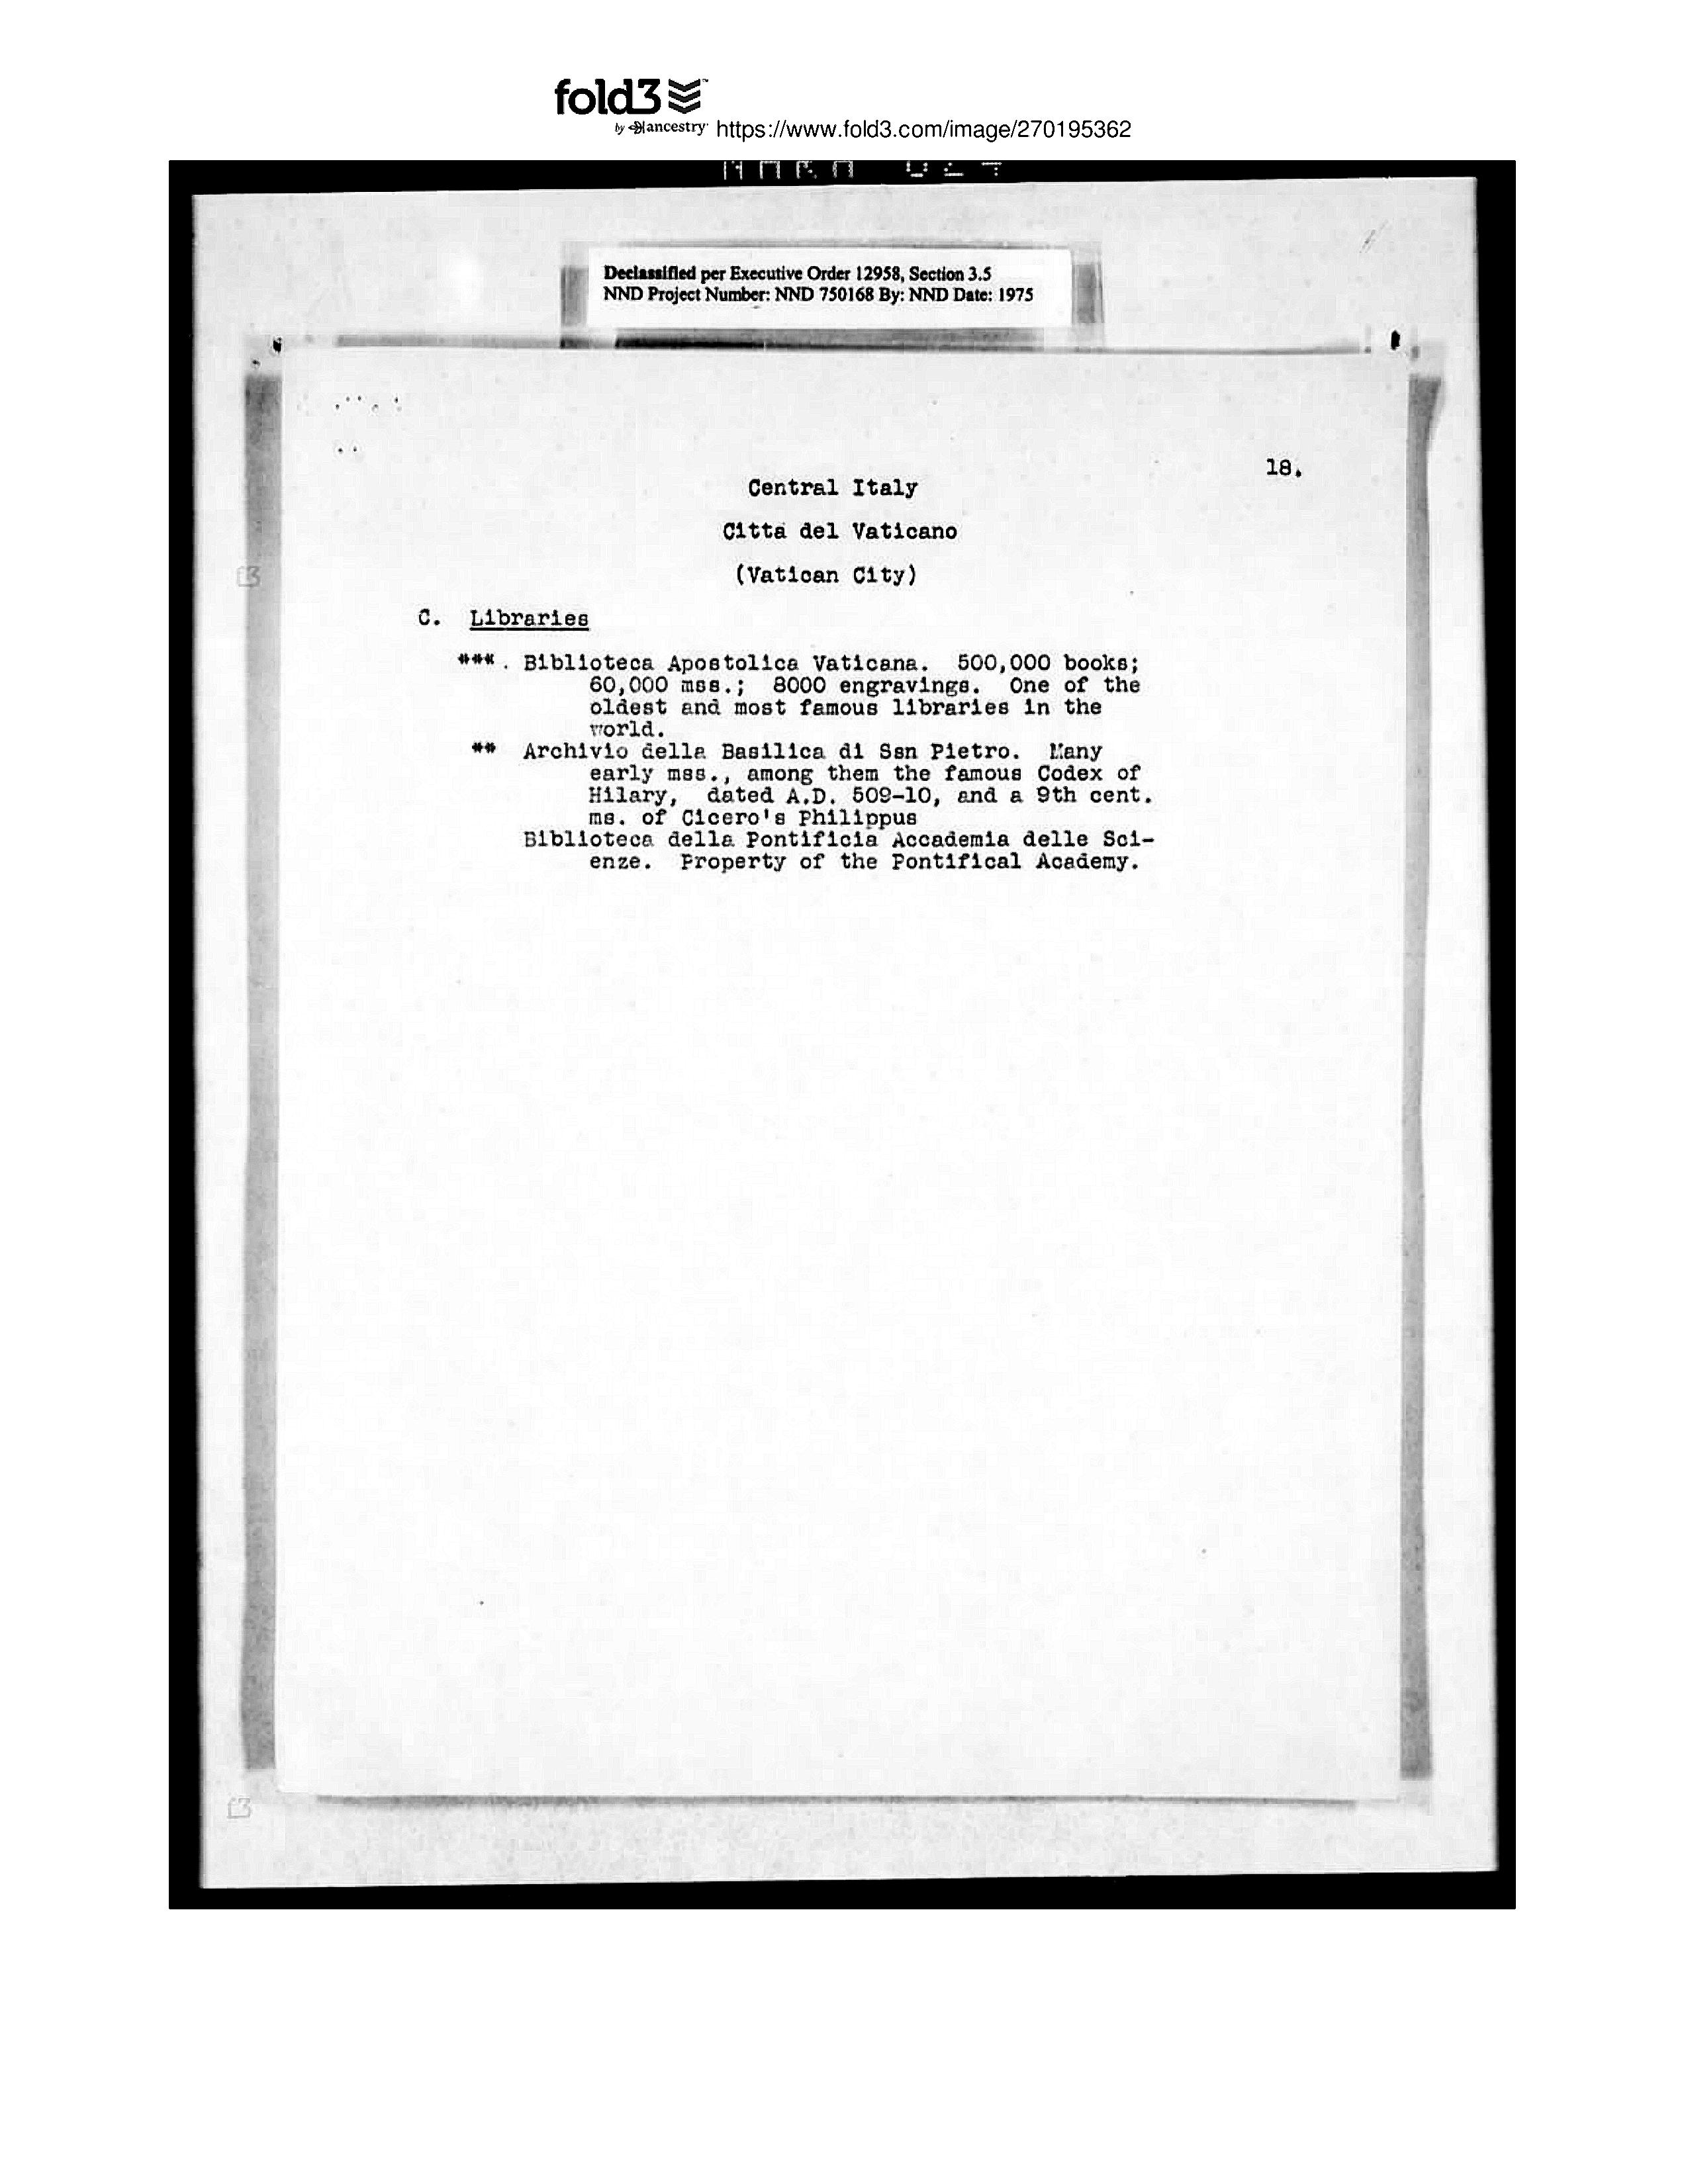 fold3
by ancestry https://www.fold3.com/image/270195362
Declassified per Executive Order 12958, Section 3.5
NND Project Number: NND 750168 By: NND Date: 1975
18.
Central Italy
Citta del Vaticano
(Vatican City)
C. Libraries
***. Biblioteca Apostolica Vaticana. 500,000 books;
60,000 mss.; 8000 engravings. One of the
oldest and most famous libraries in the
world.
** Archivio della Basilica di San Pietro. Many
early mss., among them the famous Codex of
Hilary, dated A.D. 509-10, and a 9th cent.
ms. of Cicero's Philippus
Biblioteca della Pontificia Accademia delle Sci-
enze. Property of the Pontifical Academy.